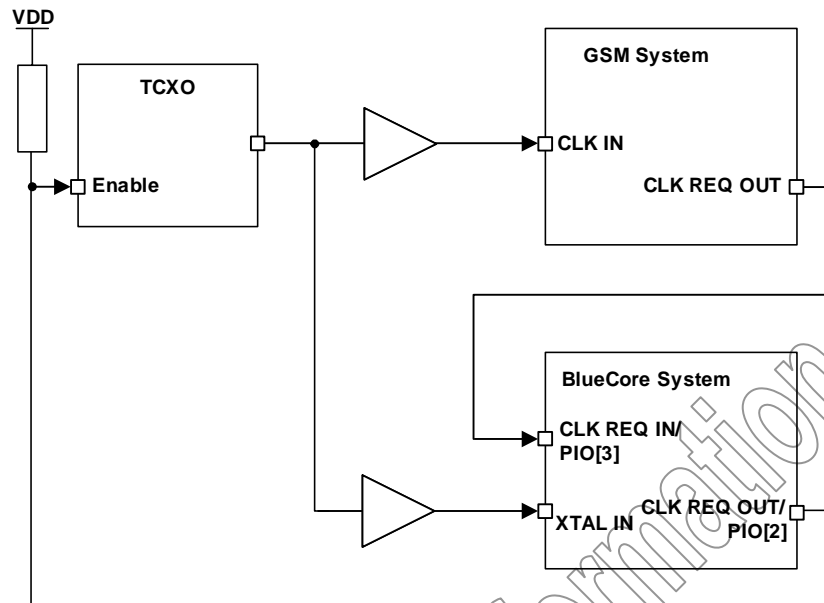 VDD
TCXO
Enable
GSM System
CLK IN
CLK REQ OUT
BlueCore System
CLK REQ IN/
PIO[3]
XTAL IN
CLK REQ OUT/
PIO[2]
formation